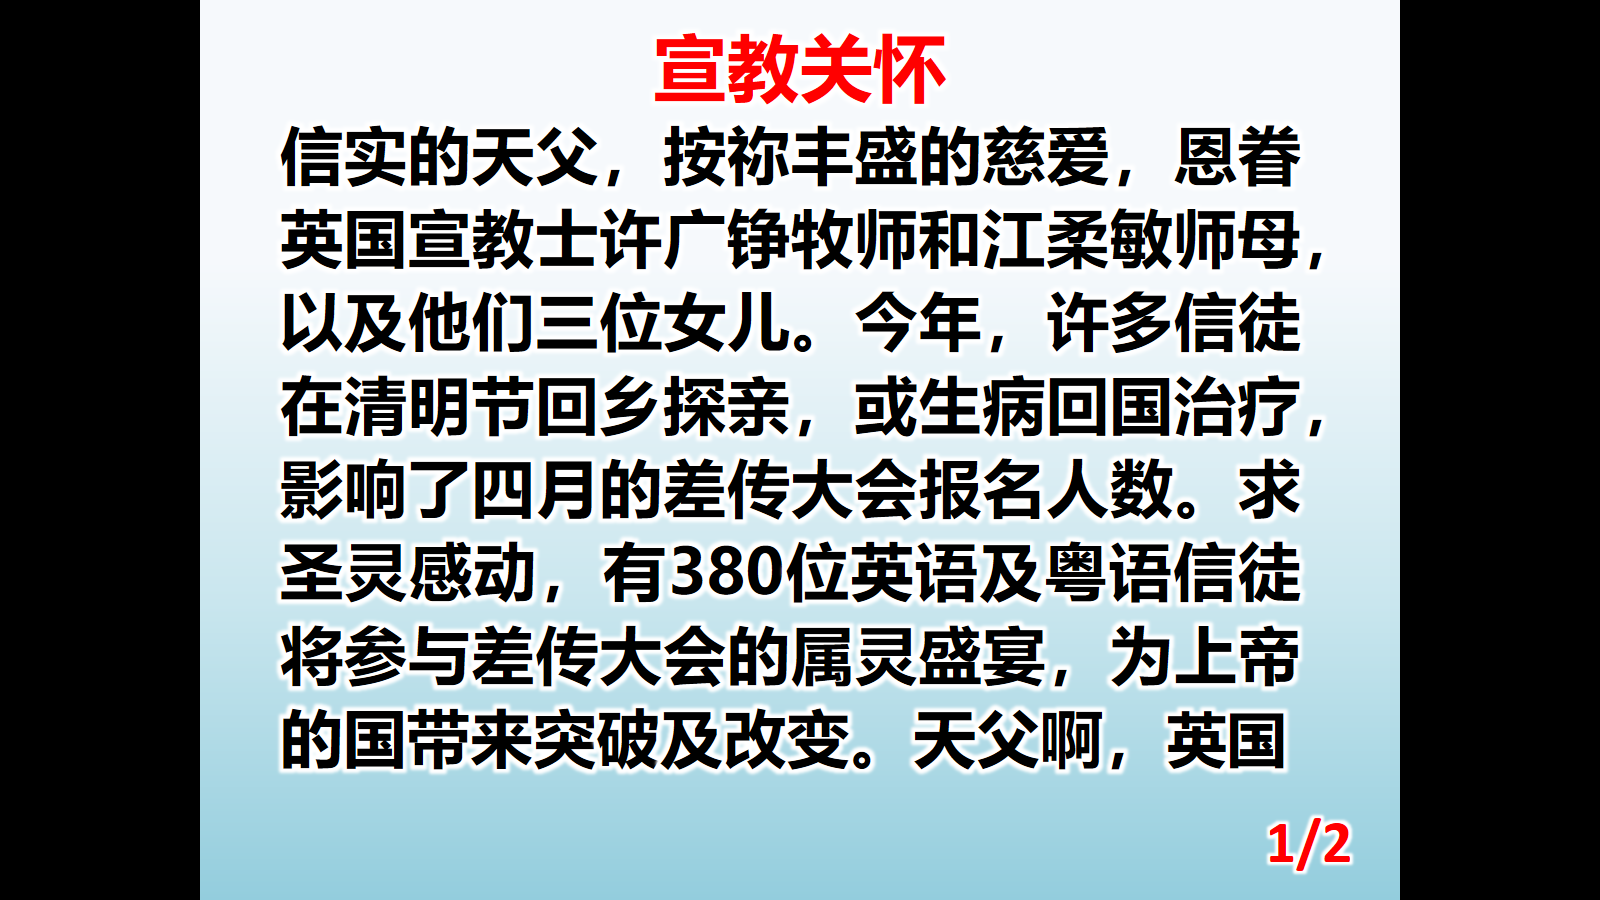 宣教关怀
信实的天父，按祢丰盛的慈爱，恩眷
英国宣教士许广铮牧师和江柔敏师母，
以及他们三位女儿。今年，许多信徒
在清明节回乡探亲，或生病回国治疗，
影响了四月的差传大会报名人数。求
圣灵感动，有380位英语及粤语信徒
将参与差传大会的属灵盛宴，为上帝
的国带来突破及改变。天父啊，英国
1/2